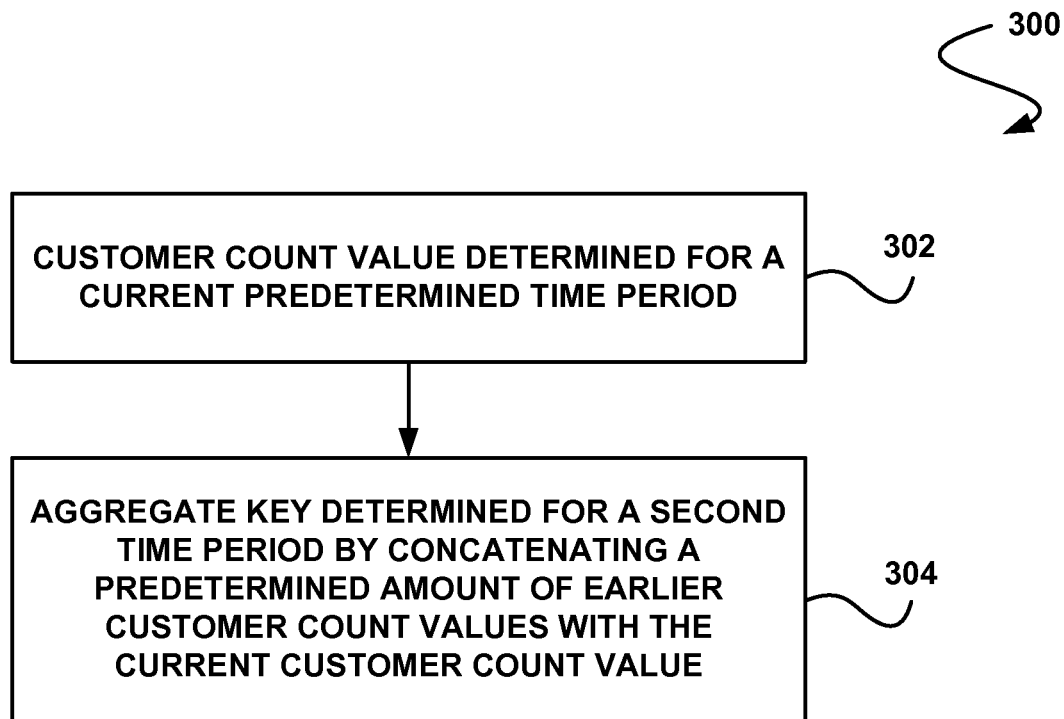 300
CUSTOMER COUNT VALUE DETERMINED FOR A
CURRENT PREDETERMINED TIME PERIOD
302
AGGREGATE KEY DETERMINED FOR A SECOND
TIME PERIOD BY CONCATENATING A
PREDETERMINED AMOUNT OF EARLIER
CUSTOMER COUNT VALUES WITH THE
CURRENT CUSTOMER COUNT VALUE
304